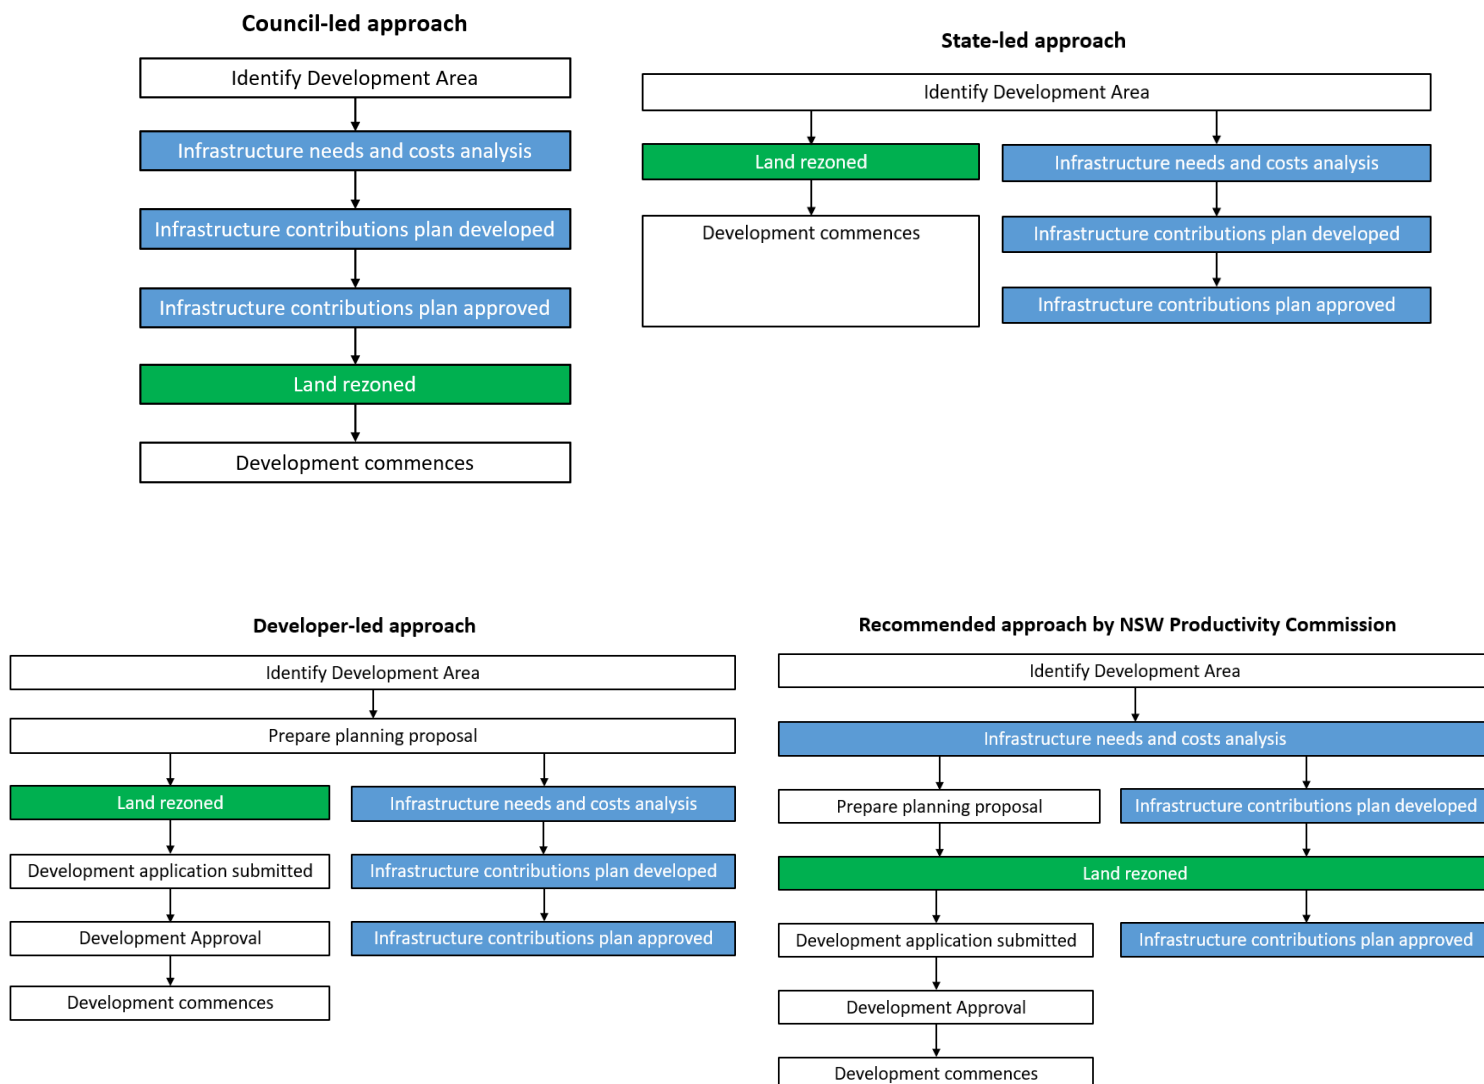 Council-led approach
Identify Development Area
Infrastructure needs and costs analysis
Infrastructure contributions plan developed
Infrastructure contributions plan approved
Land rezoned
Development commences
State-led approach
Identify Development Area
Land rezoned
Development commences
Infrastructure needs and costs analysis
Infrastructure contributions plan developed
Infrastructure contributions plan approved
Developer-led approach
Identify Development Area
Prepare planning proposal
Land rezoned
Development application submitted
Development Approval
Development commences
Infrastructure needs and costs analysis
Infrastructure contributions plan developed
Infrastructure contributions plan approved
Recommended approach by NSW Productivity Commission
Identify Development Area
Infrastructure needs and costs analysis
Prepare planning proposal
Infrastructure contributions plan developed
Land rezoned
Development application submitted
Infrastructure contributions plan approved
Development Approval
Development commences